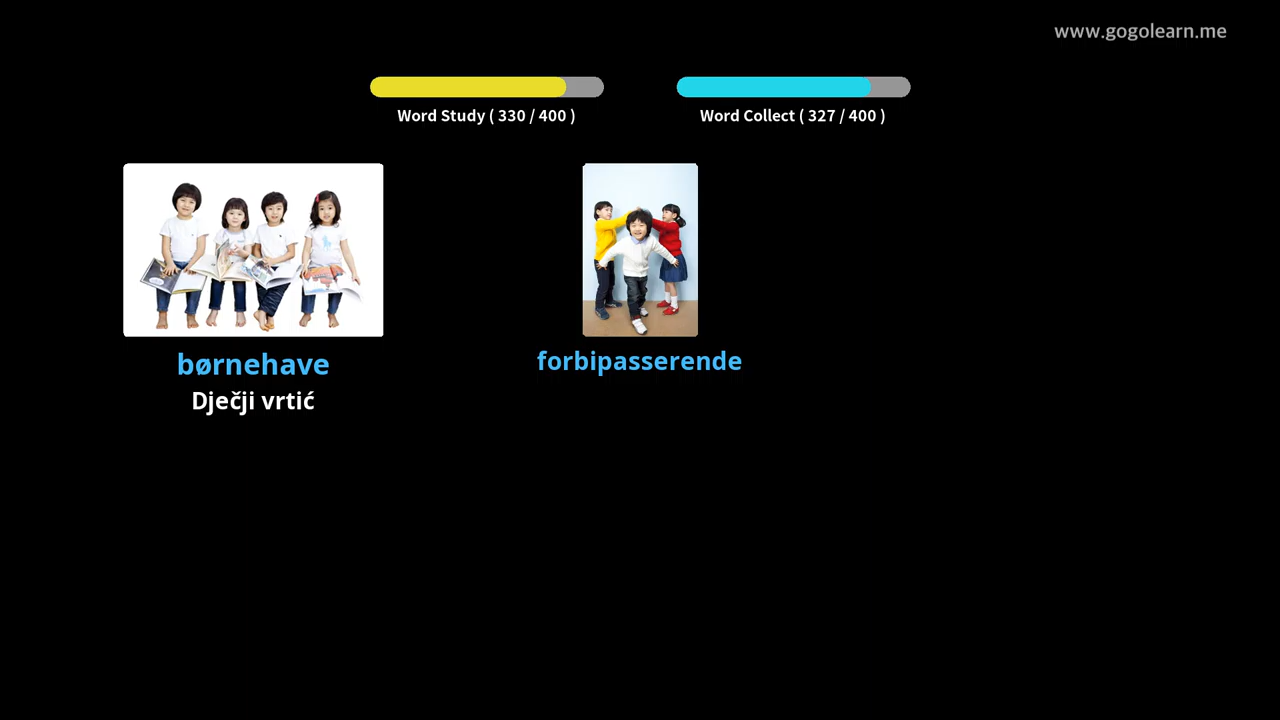 www.gogolearn.me
Word Study ( 330 / 400 )
Word Collect ( 327 / 400 )
børnehave
Dječji vrtić
forbipasserende